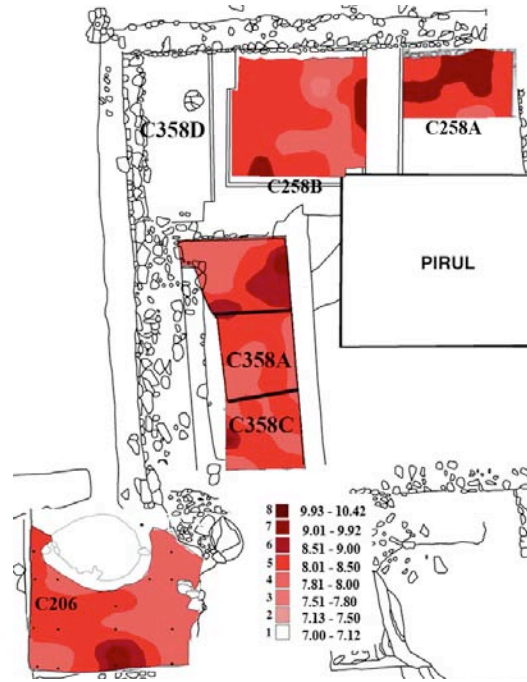 C358D
C258A
C258B
PIRUL
C358A
C358C
C206
8 9.93 - 10.42
7 9.01 - 9.92
6 8.51 - 9.00
5 8.01 - 8.50
4 7.81 - 8.00
3 7.51 - 7.80
2 7.13 - 7.50
1 7.00 - 7.12